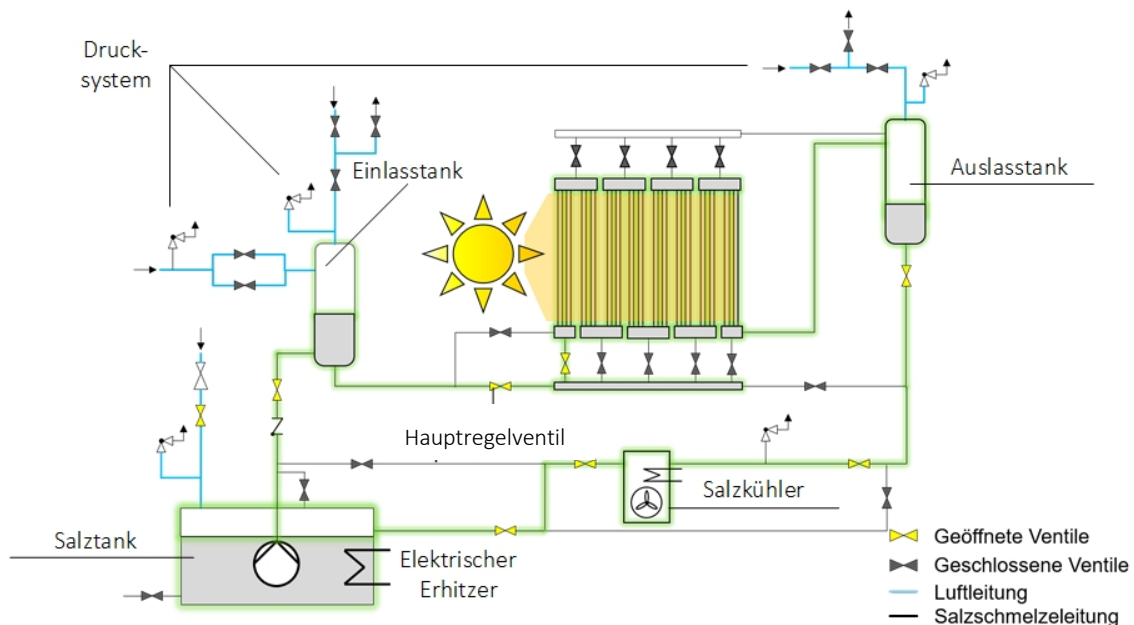 Druck-
system
Einlasstank
Auslasstank
Hauptregelventil
Salzkühler
Salztank
Elektrischer
Erhitzer
Geöffnete Ventile
Geschlossene Ventile
Luftleitung
Salzschmelzeleitung